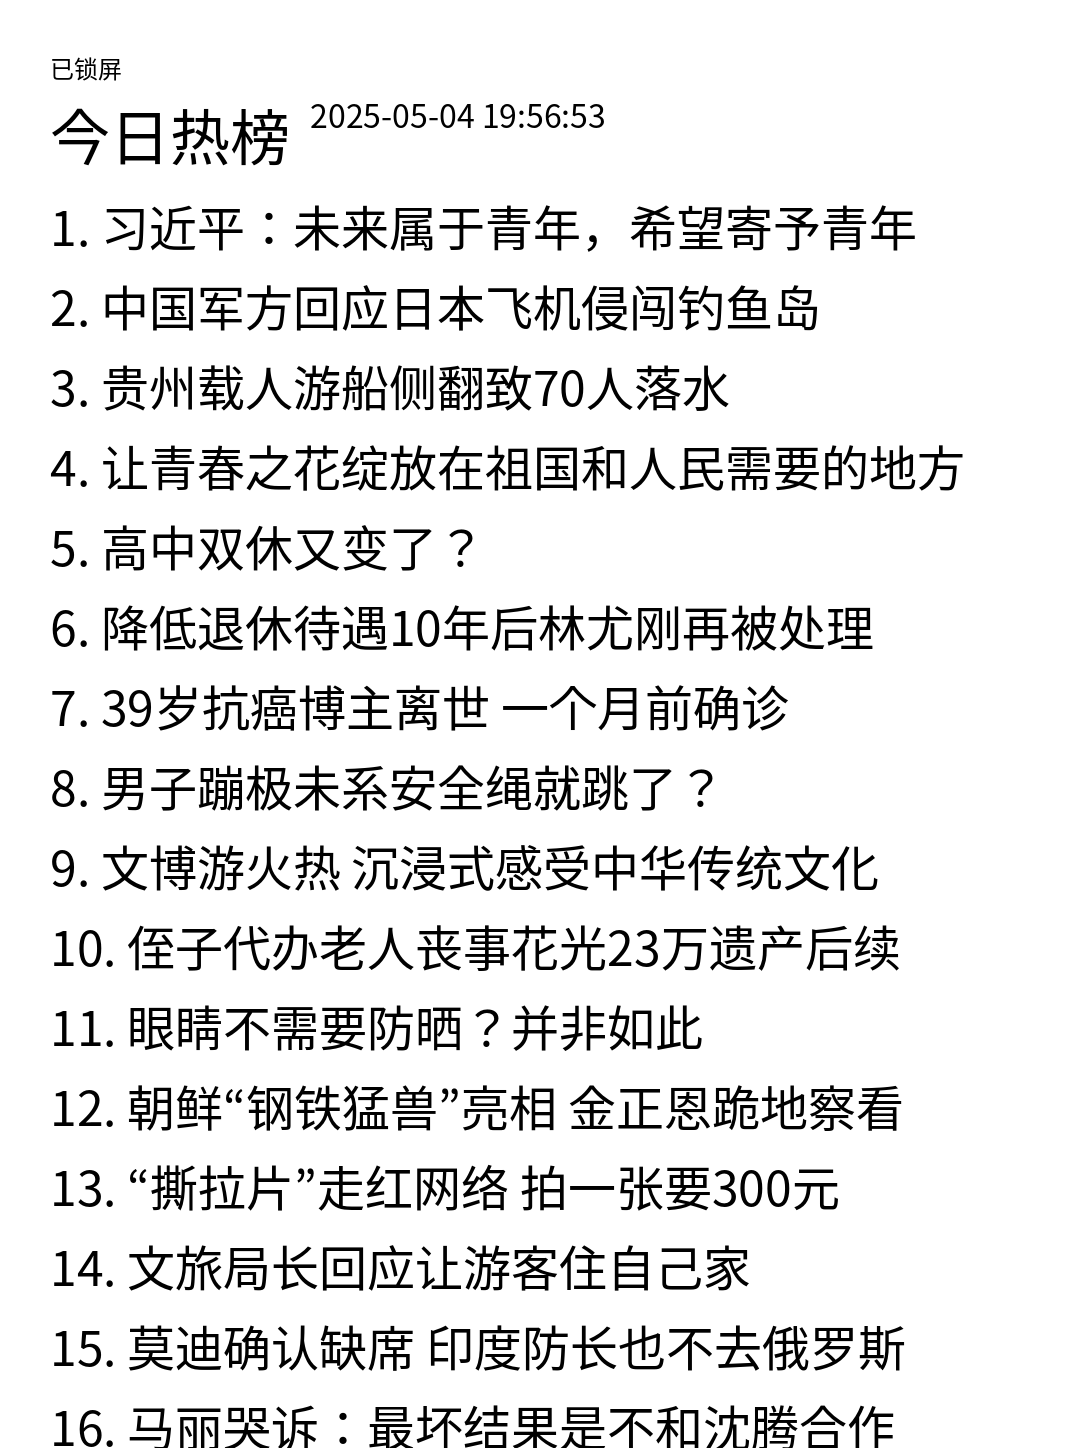 已锁屏
今日热榜 2025-05-04 19:56:53
1. 习近平：未来属于青年，希望寄予青年
2. 中国军方回应日本飞机侵闯钓鱼岛
3. 贵州载人游船侧翻致70人落水
4. 让青春之花绽放在祖国和人民需要的地方
5. 高中双休又变了？
6. 降低退休待遇10年后林尤刚再被处理
7. 39岁抗癌博主离世 一个月前确诊
8. 男子蹦极未系安全绳就跳了？
9. 文博游火热 沉浸式感受中华传统文化
10. 侄子代办老人丧事花光23万遗产后续
11. 眼睛不需要防晒？并非如此
12. 朝鲜“钢铁猛兽”亮相 金正恩跪地察看
13. “撕拉片”走红网络 拍一张要300元
14. 文旅局长回应让游客住自己家
15. 莫迪确认缺席 印度防长也不去俄罗斯
16. 马丽哭诉：最坏结果是不和沈腾合作